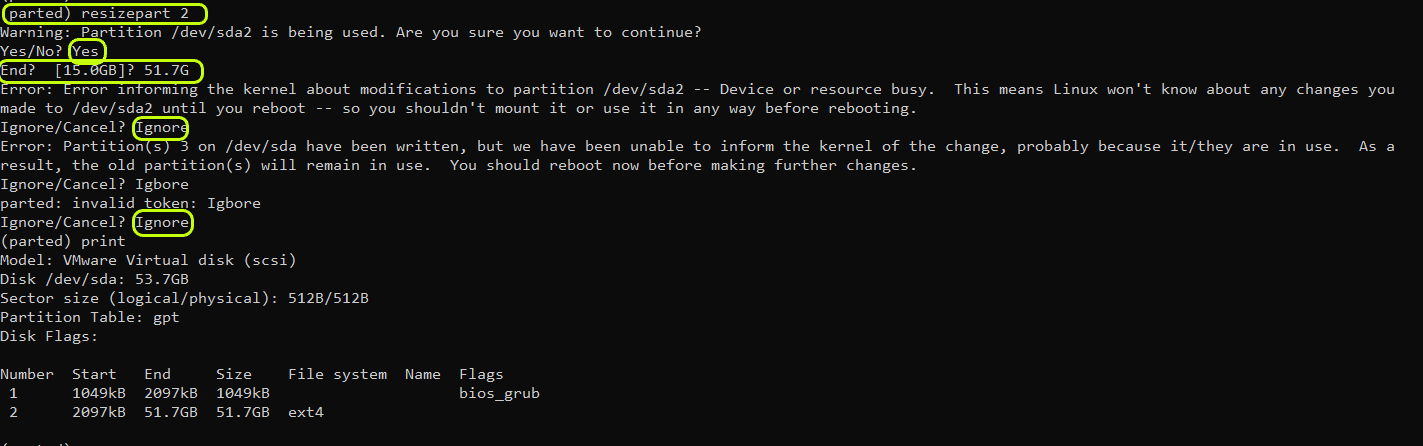 (parted) resizepart 2
Warning: Partition /dev/sda2 is being used. Are you sure you want to continue?
Yes/No? Yes
End?  [15.0GB]? 51.7G
Error: Error informing the kernel about modifications to partition /dev/sda2 -- Device or resource busy.  This means Linux won't know about any changes you
made to /dev/sda2 until you reboot -- so you shouldn't mount it or use it in any way before rebooting.
Ignore/Cancel? Ignore
Error: Partition(s) 3 on /dev/sda have been written, but we have been unable to inform the kernel of the change, probably because it/they are in use.  As a
result, the old partition(s) will remain in use.  You should reboot now before making further changes.
Ignore/Cancel? Igbore
parted: invalid token: Igbore
Ignore/Cancel? Ignore
(parted) print
Model: VMware Virtual disk (scsi)
Disk /dev/sda: 53.7GB
Sector size (logical/physical): 512B/512B
Partition Table: gpt
Disk Flags:
Number  Start   End     Size    File system  Name  Flags
 1      1049kB  2097kB  1049kB                     bios_grub
 2      2097kB  51.7GB  51.7GB  ext4